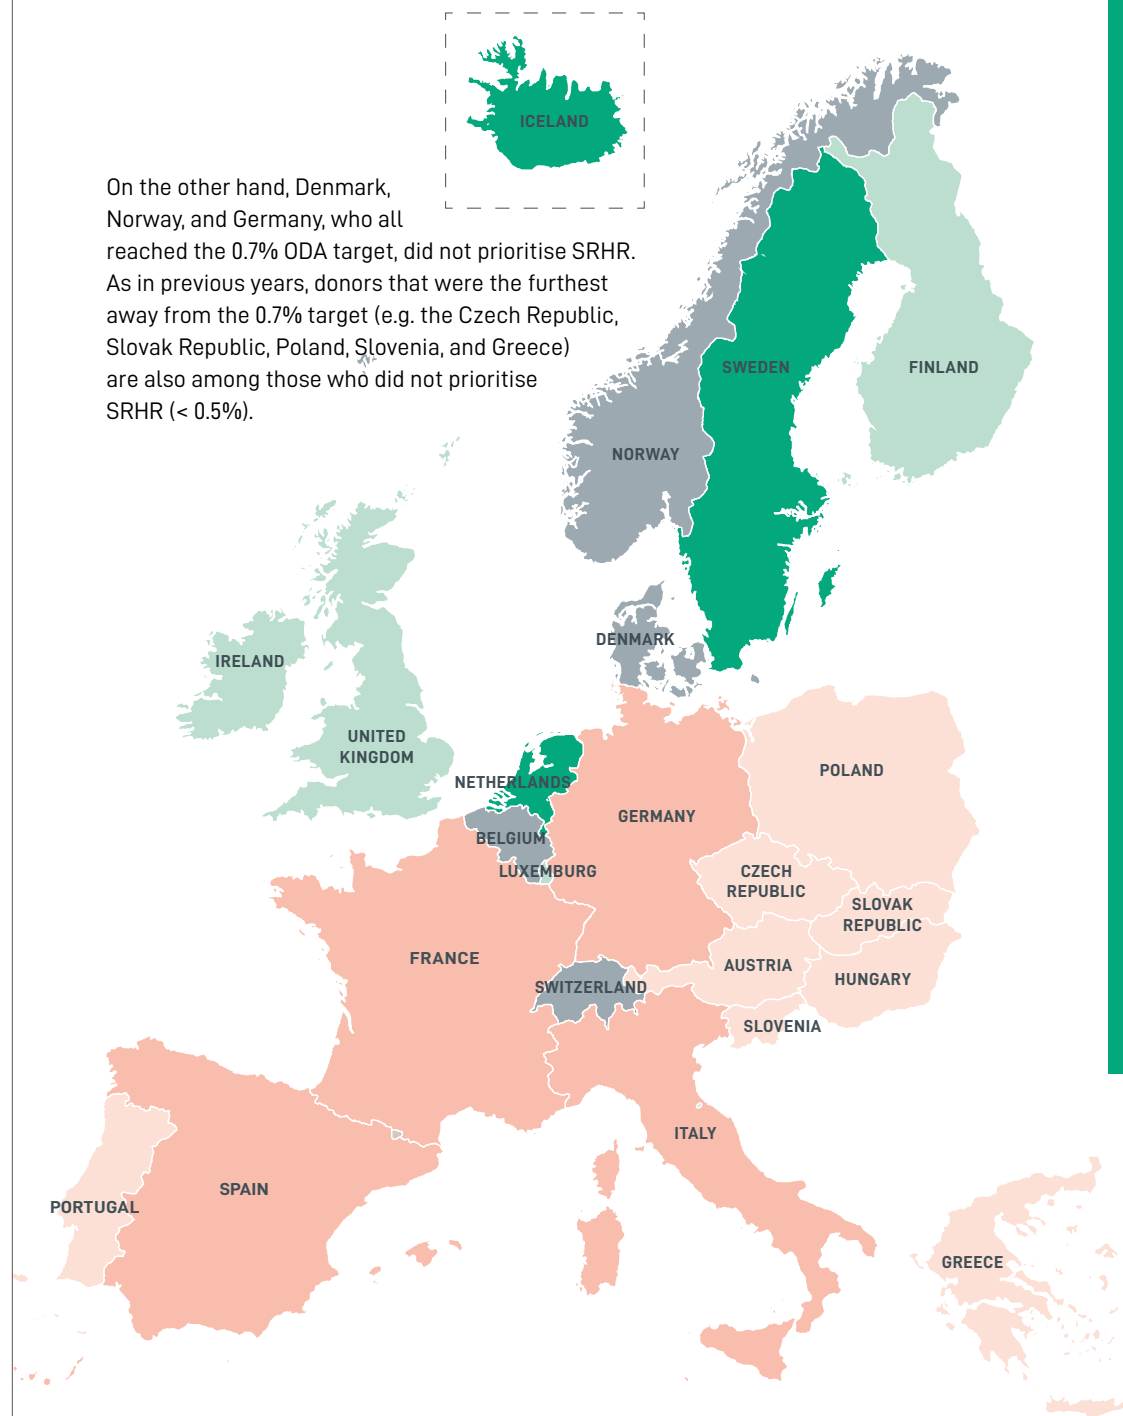 ICELAND
On the other hand, Denmark,
Norway, and Germany, who all
reached the 0.7% ODA target, did not prioritise SRHR.
As in previous years, donors that were the furthest
away from the 0.7% target (e.g. the Czech Republic,
Slovak Republic, Poland, Slovenia, and Greece)
are also among those who did not prioritise
SRHR (< 0.5%).
SWEDEN
FINLAND
NORWAY
DENMARK
IRELAND
UNITED
KINGDOM
POLAND
NETHERLANDS
GERMANY
BELGIUM
LUXEMBURG
CZECH
REPUBLIC
SLOVAK
REPUBLIC
FRANCE
AUSTRIA
HUNGARY
SWITZERLAND
SLOVENIA
ITALY
SPAIN
PORTUGAL
GREECE